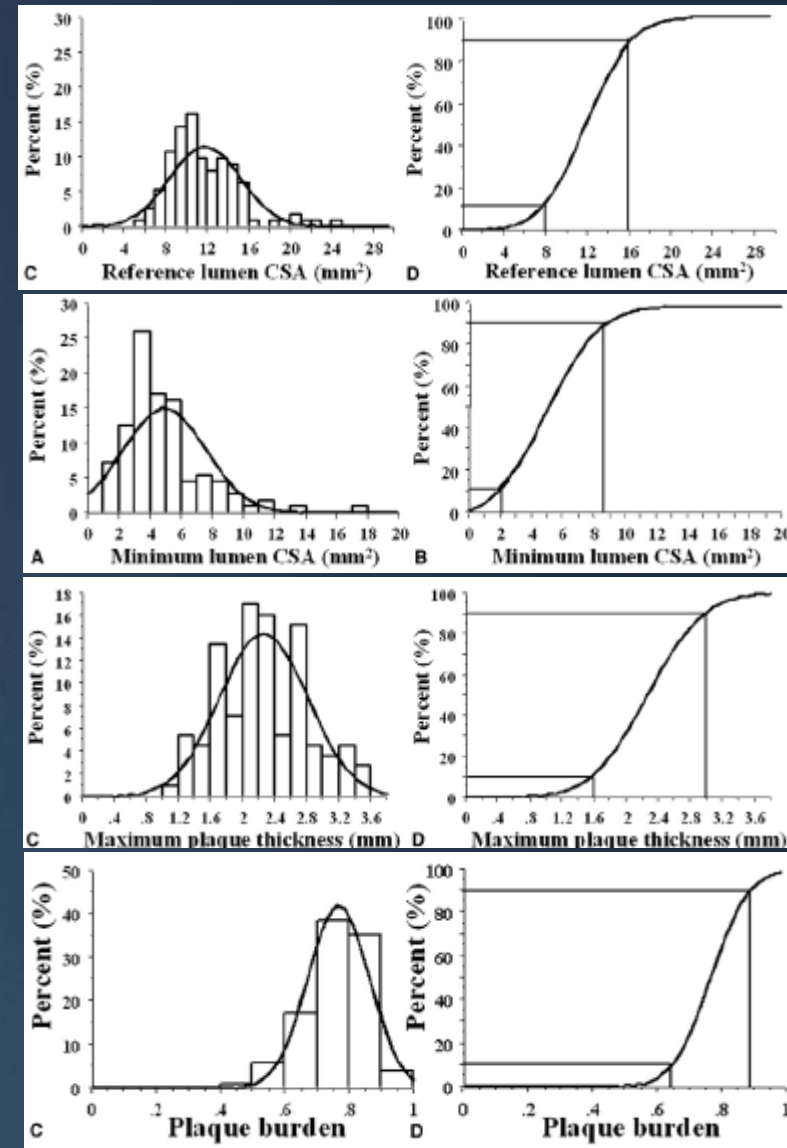 Percent (%)
30
25
20
15
10
5
0
0 4 8 12 16 20 24 28
C Reference lumen CSA (mm²)
Percent (%)
100
80
60
40
20
0
0 4 8 12 16 20 24 28
D Reference lumen CSA (mm²)
Percent (%)
30
25
20
15
10
5
0
0 2 4 6 8 10 12 14 16 18 20
A Minimum lumen CSA (mm²)
Percent (%)
100
80
60
40
20
0
0 2 4 6 8 10 12 14 16 18 20
B Minimum lumen CSA (mm²)
Percent (%)
18
16
14
12
10
8
6
4
2
0
0 .4 .8 1.2 1.6 2 2.4 2.8 3.2 3.6
C Maximum plaque thickness (mm)
Percent (%)
100
80
60
40
20
0
0 .4 .8 1.2 1.6 2 2.4 2.8 3.2 3.6
D Maximum plaque thickness (mm)
Percent (%)
50
40
30
20
10
0
0 .2 .4 .6 .8 1
C Plaque burden
Percent (%)
100
80
60
40
20
0
0 .2 .4 .6 .8 1
D Plaque burden